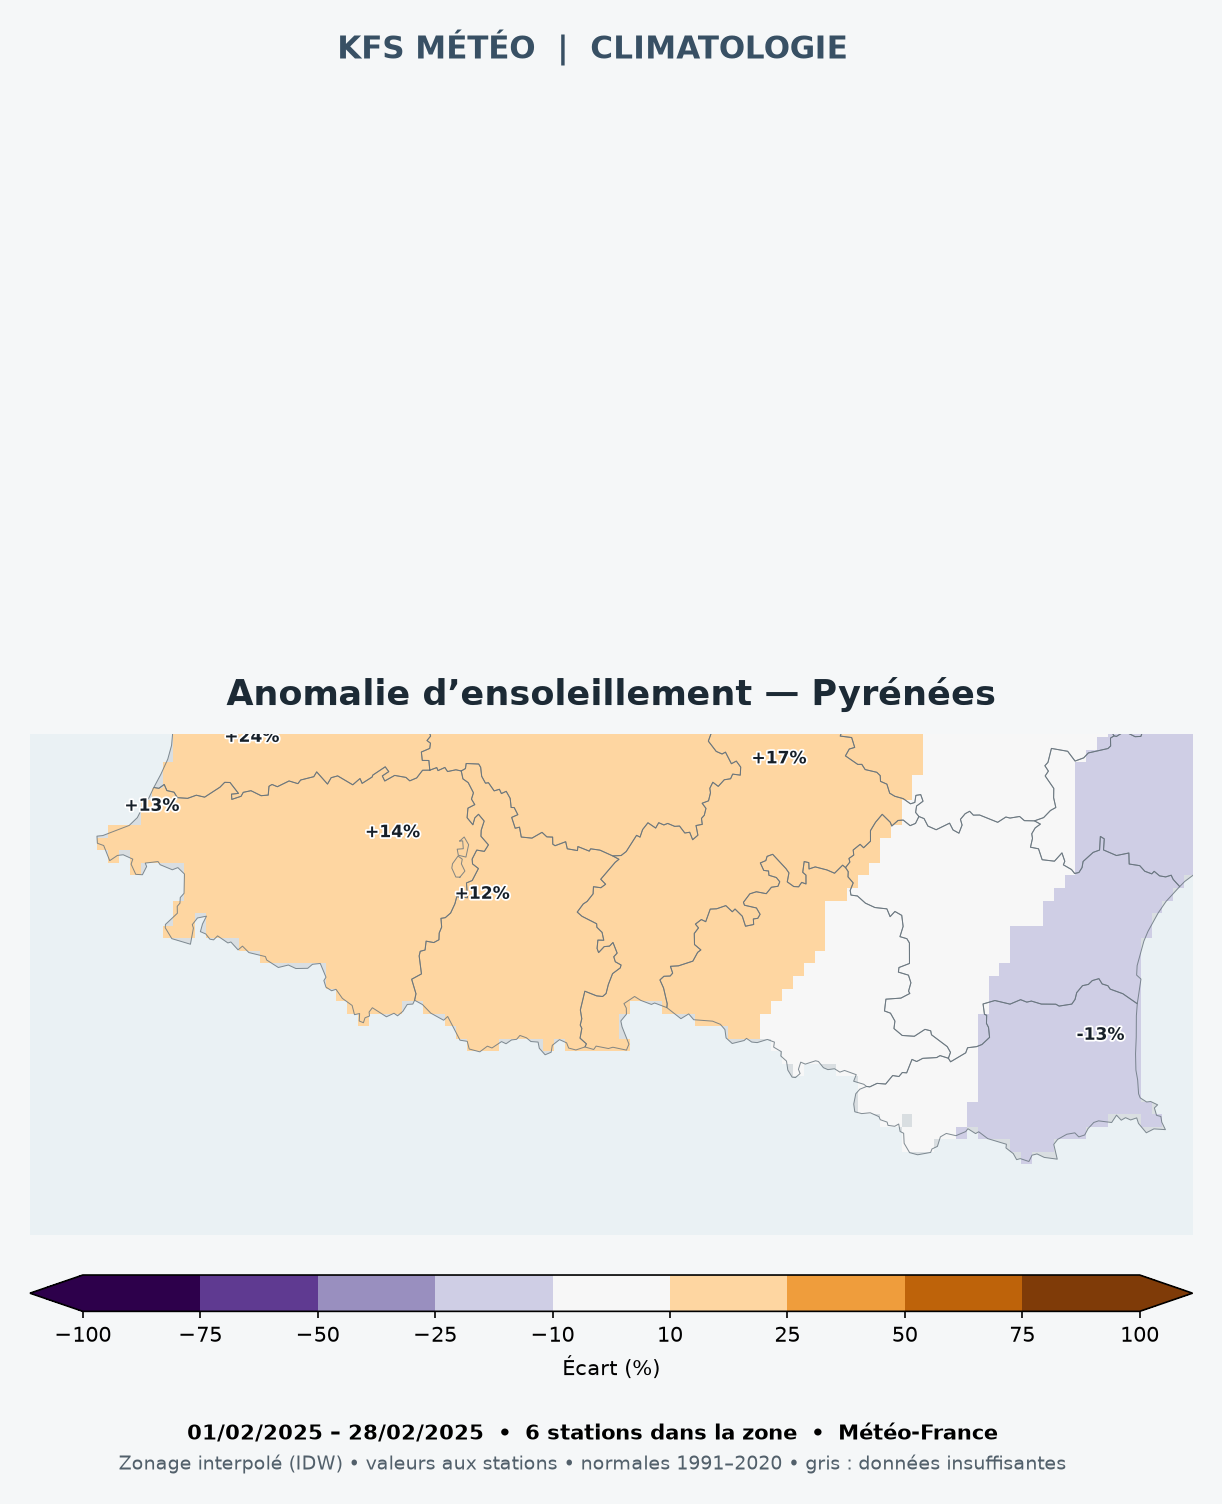 KFS MÉTÉO | CLIMATOLOGIE
Anomalie d’ensoleillement — Pyrénées
+24%
+17%
+13%
+14%
+12%
-13%
−100 −75 −50 −25 −10 10 25 50 75 100
Écart (%)
01/02/2025 – 28/02/2025 • 6 stations dans la zone • Météo-France
Zonage interpolé (IDW) • valeurs aux stations • normales 1991–2020 • gris : données insuffisantes